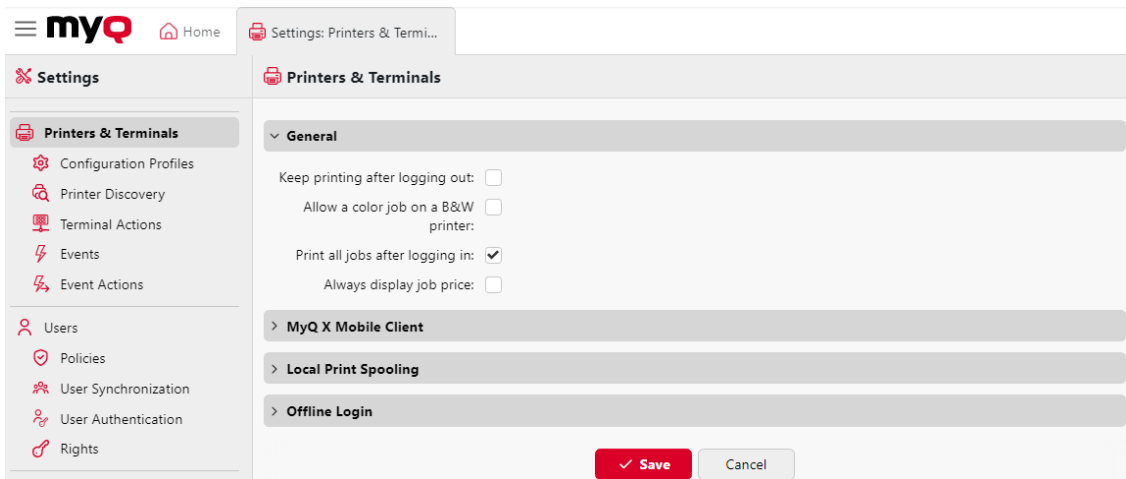 myQ
Home
Settings: Printers & Termi...
Settings
Printers & Terminals
Configuration Profiles
Printer Discovery
Terminal Actions
Events
Event Actions
Users
Policies
User Synchronization
User Authentication
Rights
Printers & Terminals
General
Keep printing after logging out:
Allow a color job on a B&W
printer:
Print all jobs after logging in:
Always display job price:
MyQ X Mobile Client
Local Print Spooling
Offline Login
Save
Cancel